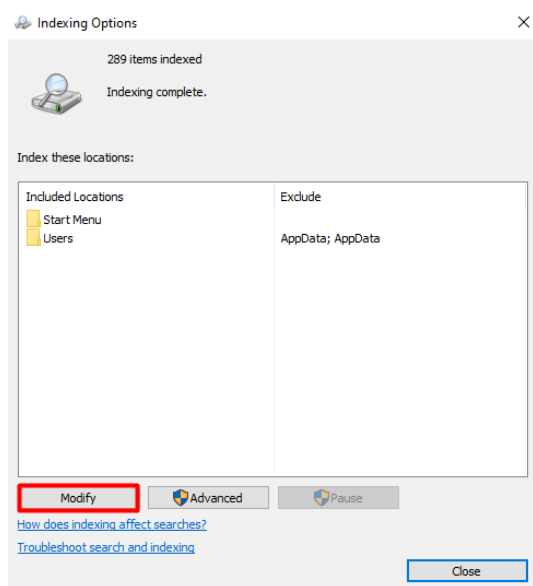 Indexing Options
289 items indexed
Indexing complete.
Index these locations:
Included Locations Exclude
Start Menu
Users AppData; AppData
Modify Advanced Pause
How does indexing affect searches?
Troubleshoot search and indexing
Close